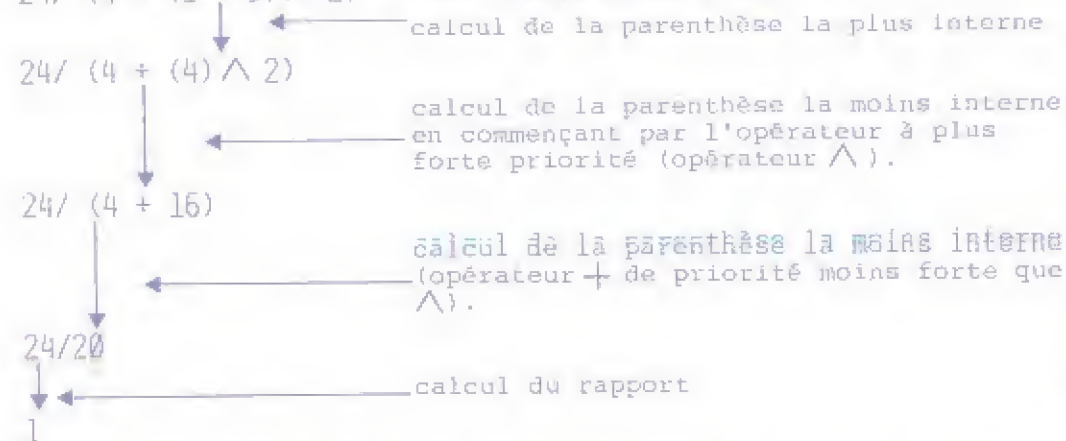 calcul de la parenthèse la plus interne
24/ (4 + (4) ∧ 2)
calcul de la parenthèse la moins interne
en commençant par l'opérateur à plus
forte priorité (opérateur ∧ ).
24/ (4 + 16)
calcul de la parenthèse la moins interne
(opérateur + de priorité moins forte que
∧).
24/20
calcul du rapport
1